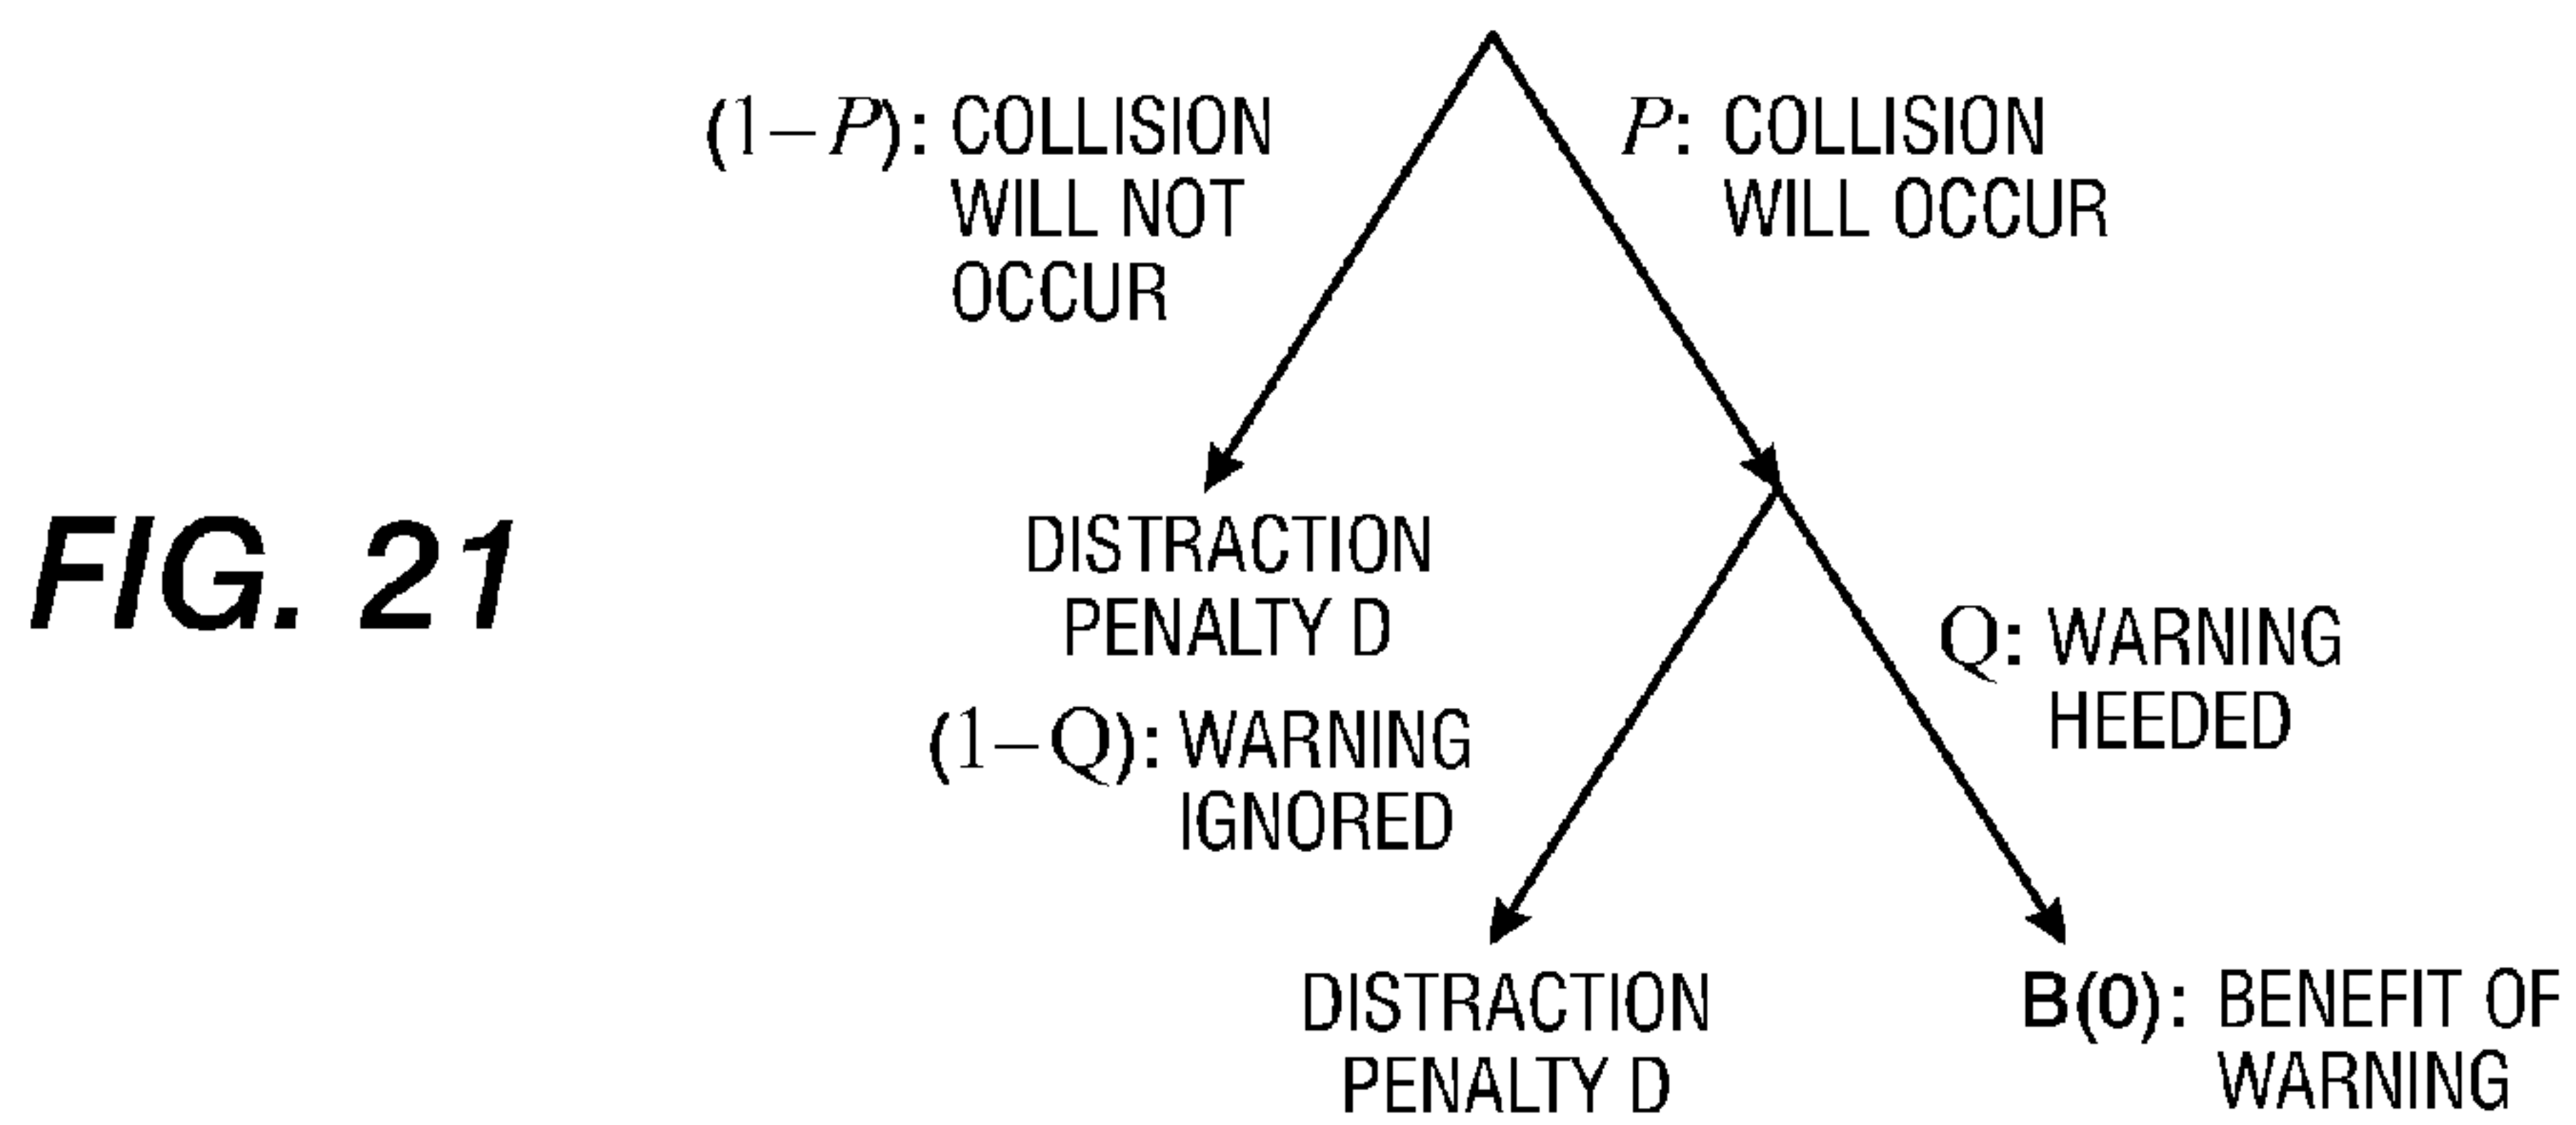 (1–P): COLLISION
WILL NOT
OCCUR
P: COLLISION
WILL OCCUR
FIG. 21
DISTRACTION
PENALTY D
Q: WARNING
HEEDED
(1–Q): WARNING
IGNORED
DISTRACTION
PENALTY D
B(0): BENEFIT OF
WARNING